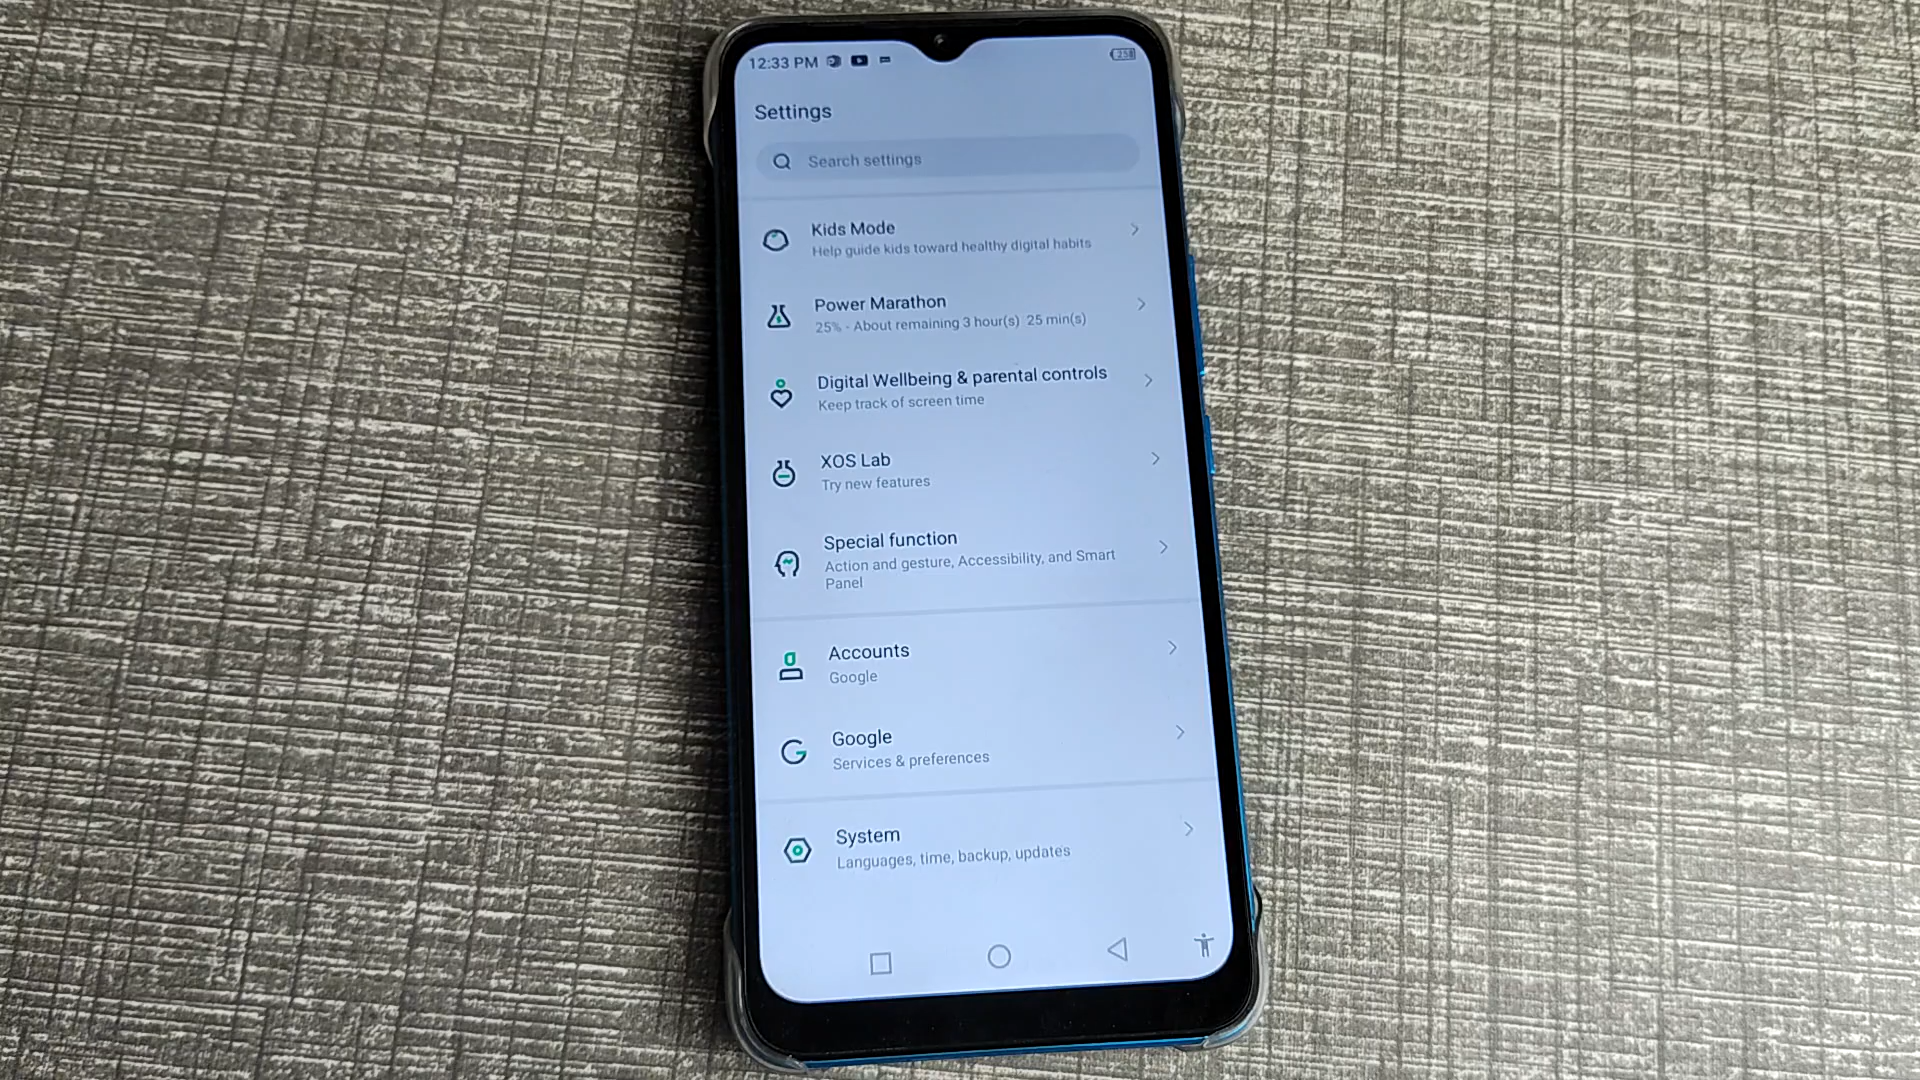 12:33 PM
Settings
Search settings
Kids Mode
Help guide kids toward healthy digital habits
Power Marathon
25% - About remaining 3 hour(s) 25 min(s)
Digital Wellbeing & parental controls
Keep track of screen time
XOS Lab
Try new features
Special function
Action and gesture, Accessibility, and Smart
Panel
Accounts
Google
Google
Services & preferences
System
Languages, time, backup, updates